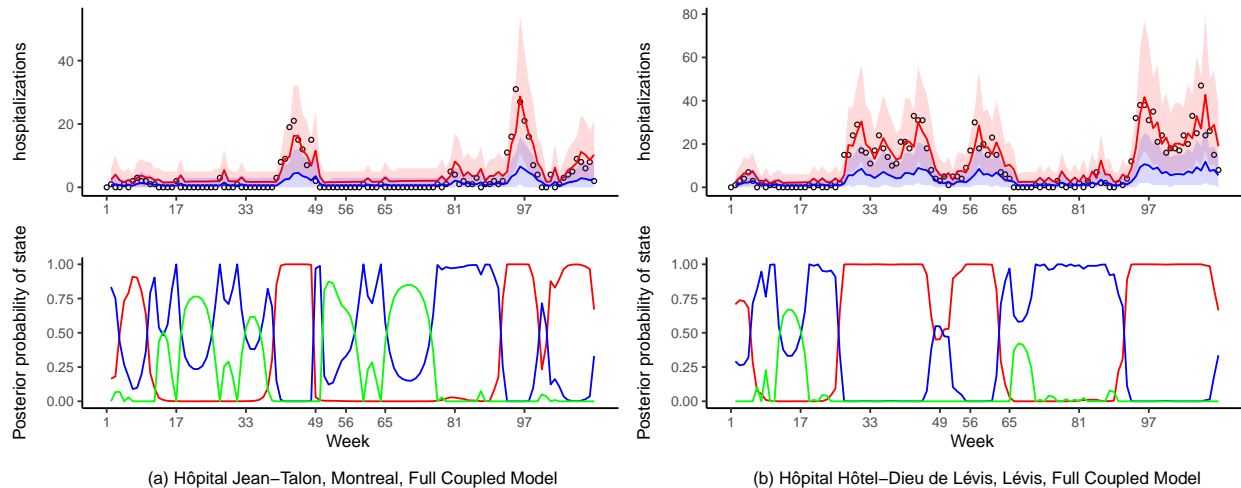 hospitalizations
40
20
0
1 17 33 49 56 65 81 97
hospitalizations
80
60
40
20
0
1 17 33 49 56 65 81 97
Posterior probability of state
1.00
0.75
0.50
0.25
0.00
1 17 33 49 56 65 81 97
Week
Posterior probability of state
1.00
0.75
0.50
0.25
0.00
1 17 33 49 56 65 81 97
Week
(a) Hôpital Jean−Talon, Montreal, Full Coupled Model
(b) Hôpital Hôtel−Dieu de Lévis, Lévis, Full Coupled Model